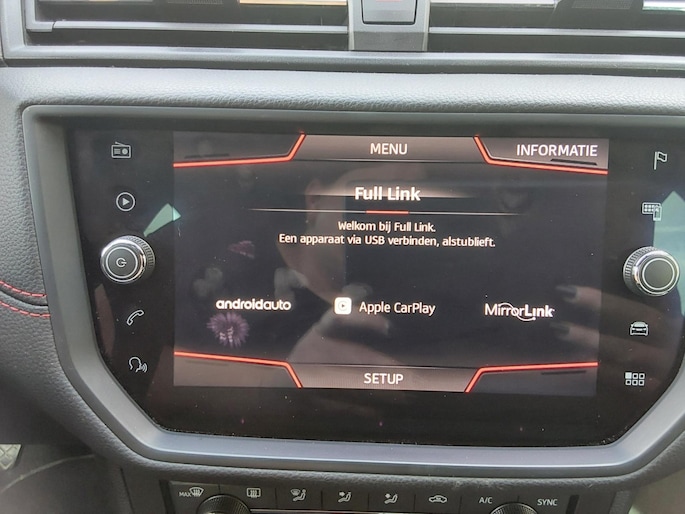 MENU
INFORMATIE
Full Link
Welkom bij Full Link.
Een apparaat via USB verbinden, alstublieft.
androidauto
Apple CarPlay
MirrorLink
SETUP
MAX
A/C
SYNC